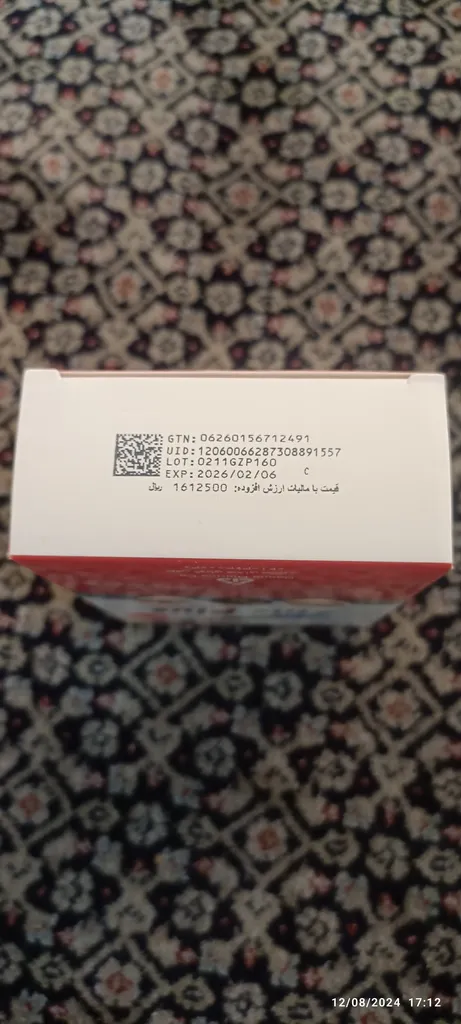 GTN: 06260156712491
UID: 12060066287308891557
LOT: 0211GZP160
EXP: 2026/02/06 C
قیمت با مالیات ارزش افزوده: 1612500 ریال
12/08/2024 17:12